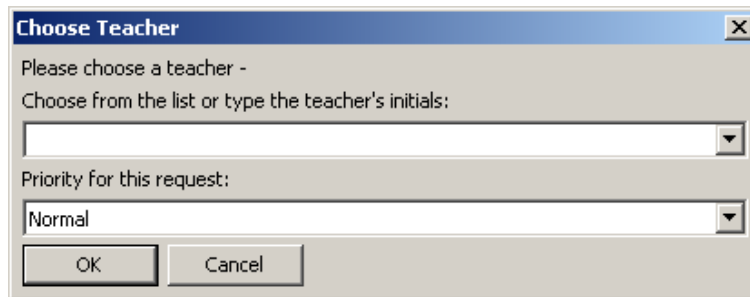 Choose Teacher
Please choose a teacher -
Choose from the list or type the teacher's initials:
Priority for this request:
Normal
OK Cancel